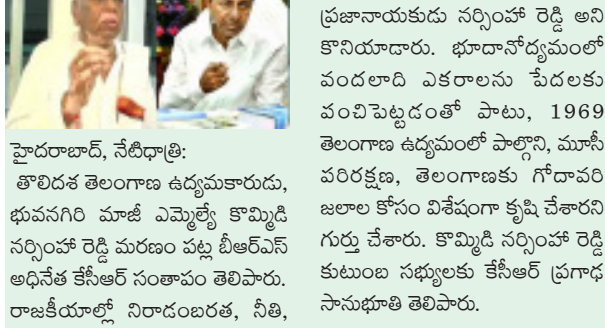 హైదరాబాద్, నేటిధాత్రి:
తొలిదశ తెలంగాణ ఉద్యమకారుడు,
భువనగిరి మాజీ ఎమ్మెల్యే కొమ్మిడి
నర్సింహా రెడ్డి మరణం పట్ల బీఆర్ఎస్
అధినేత కేసీఆర్ సంతాపం తెలిపారు.
రాజకీయాల్లో నిరాడంబరత, నీతి,
ప్రజానాయకుడు నర్సింహా రెడ్డి అని
కొనియాడారు. భూదానోద్యమంలో
వందలాది ఎకరాలను పేదలకు
వంచిపెట్టడంతో పాటు, 1969
తెలంగాణ ఉద్యమంలో పాల్గొని, మూసీ
పరిరక్షణ, తెలంగాణకు గోదావరి
జలాల కోసం విశేషంగా కృషి చేశారని
గుర్తు చేశారు. కొమ్మిడి నర్సింహా రెడ్డి
కుటుంబ సభ్యులకు కేసీఆర్ ప్రగాఢ
సానుభూతి తెలిపారు.